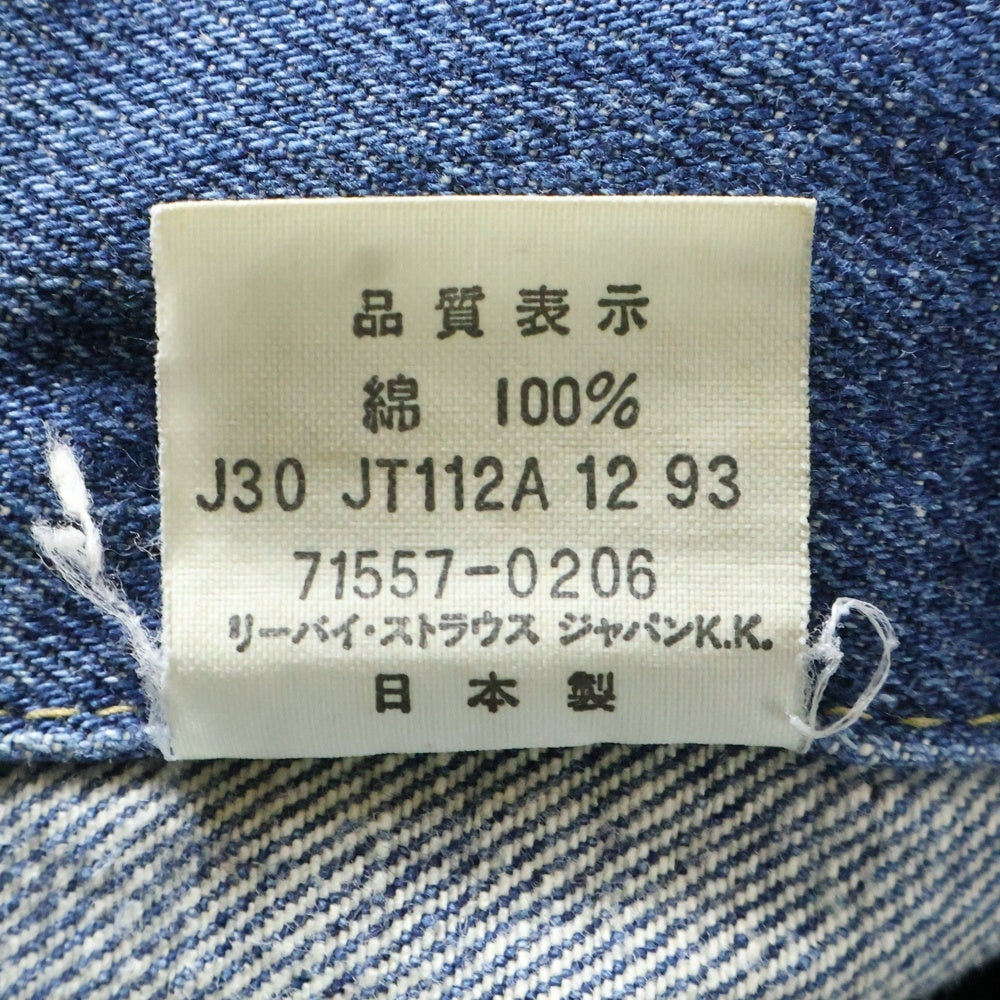 品質表示
綿 100%
J30 JT112A 12 93
71557-0206
リーバイ・ストラウス ジャパンK.K.
日本製